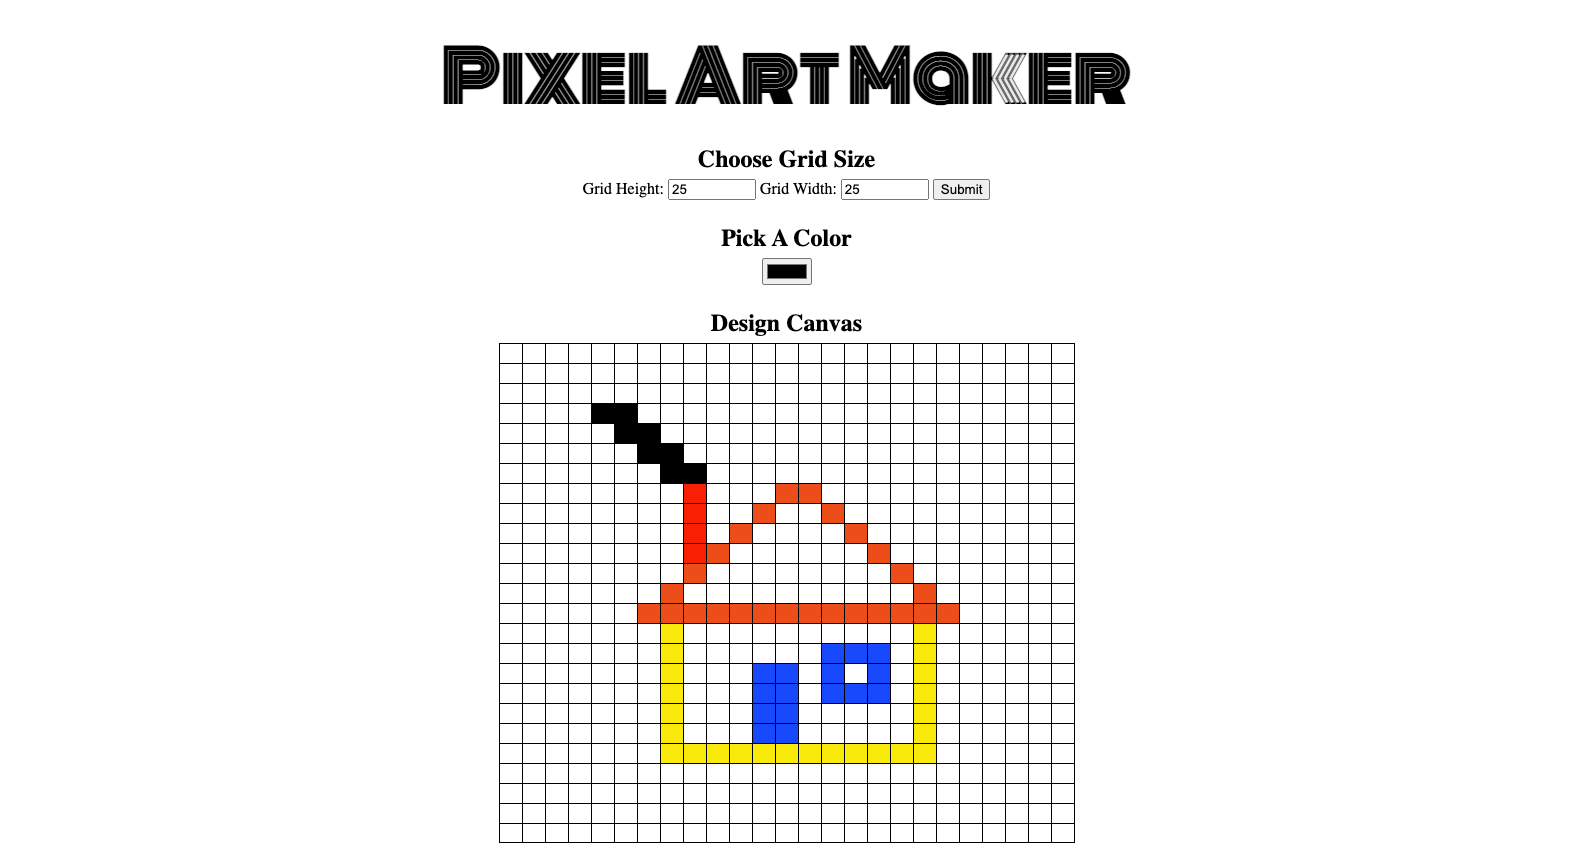 Pixel Art Maker
Choose Grid Size
Grid Height: 25 Grid Width: 25 Submit
Pick A Color
Design Canvas